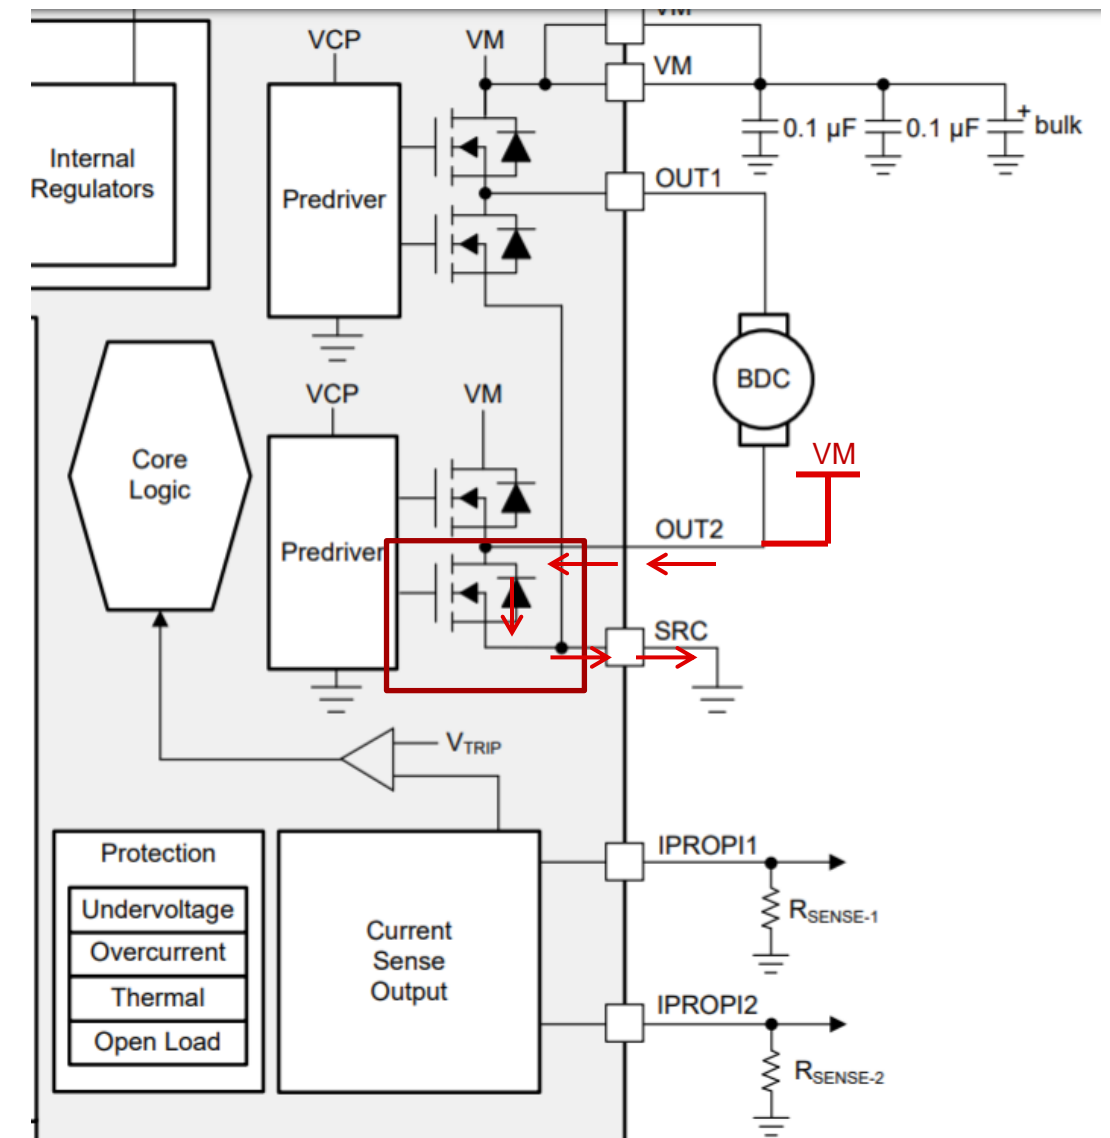 VM
VCP
VM
VM
0.1 µF
0.1 µF
+
bulk
Internal
Regulators
Predriver
OUT1
BDC
VCP
VM
Core
Logic
VM
Predriver
OUT2
SRC
VTRIP
Protection
Undervoltage
Overcurrent
Thermal
Open Load
Current
Sense
Output
IPROPI1
RSENSE-1
IPROPI2
RSENSE-2